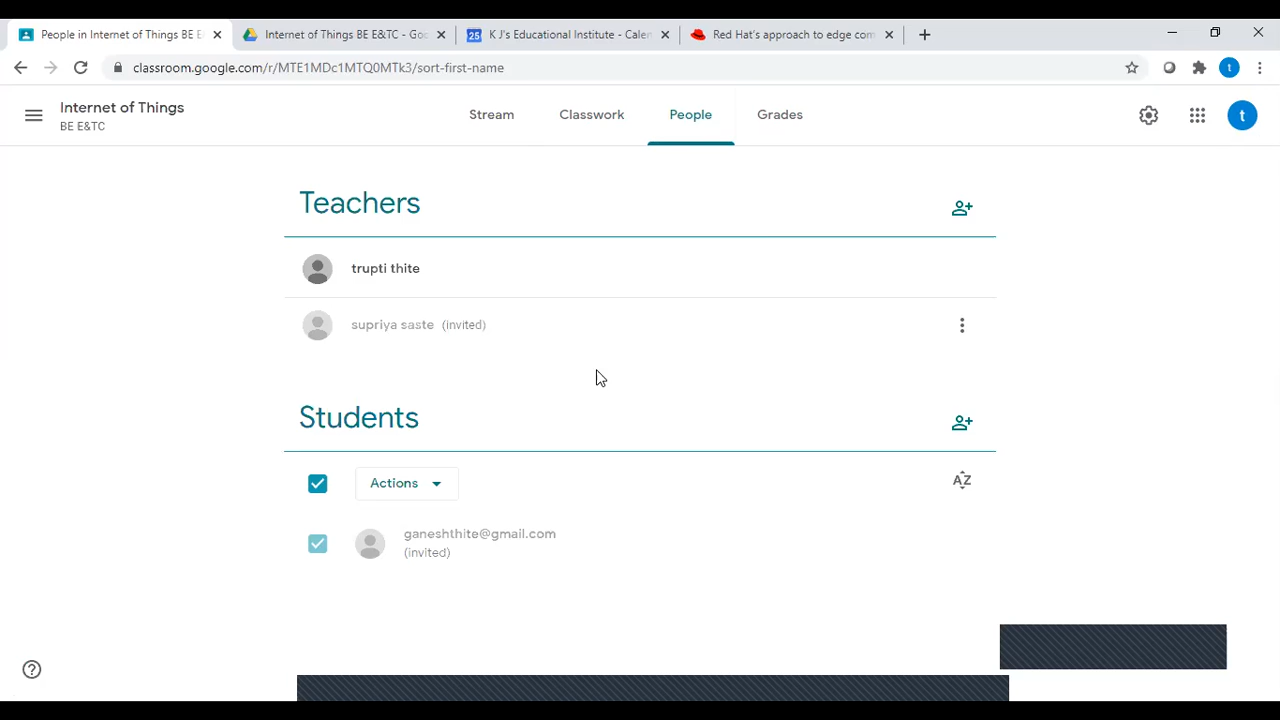 People in Internet of Things BE E
Internet of Things BE E&TC - Goo
25
K J's Educational Institute - Calen
Red Hat's approach to edge com
classroom.google.com/r/MTE1MDc1MTQ0MTk3/sort-first-name
t
Internet of Things
BE E&TC
Stream
Classwork
People
Grades
t
Teachers
trupti thite
supriya saste (invited)
Students
Actions
AZ
ganeshthite@gmail.com
(invited)